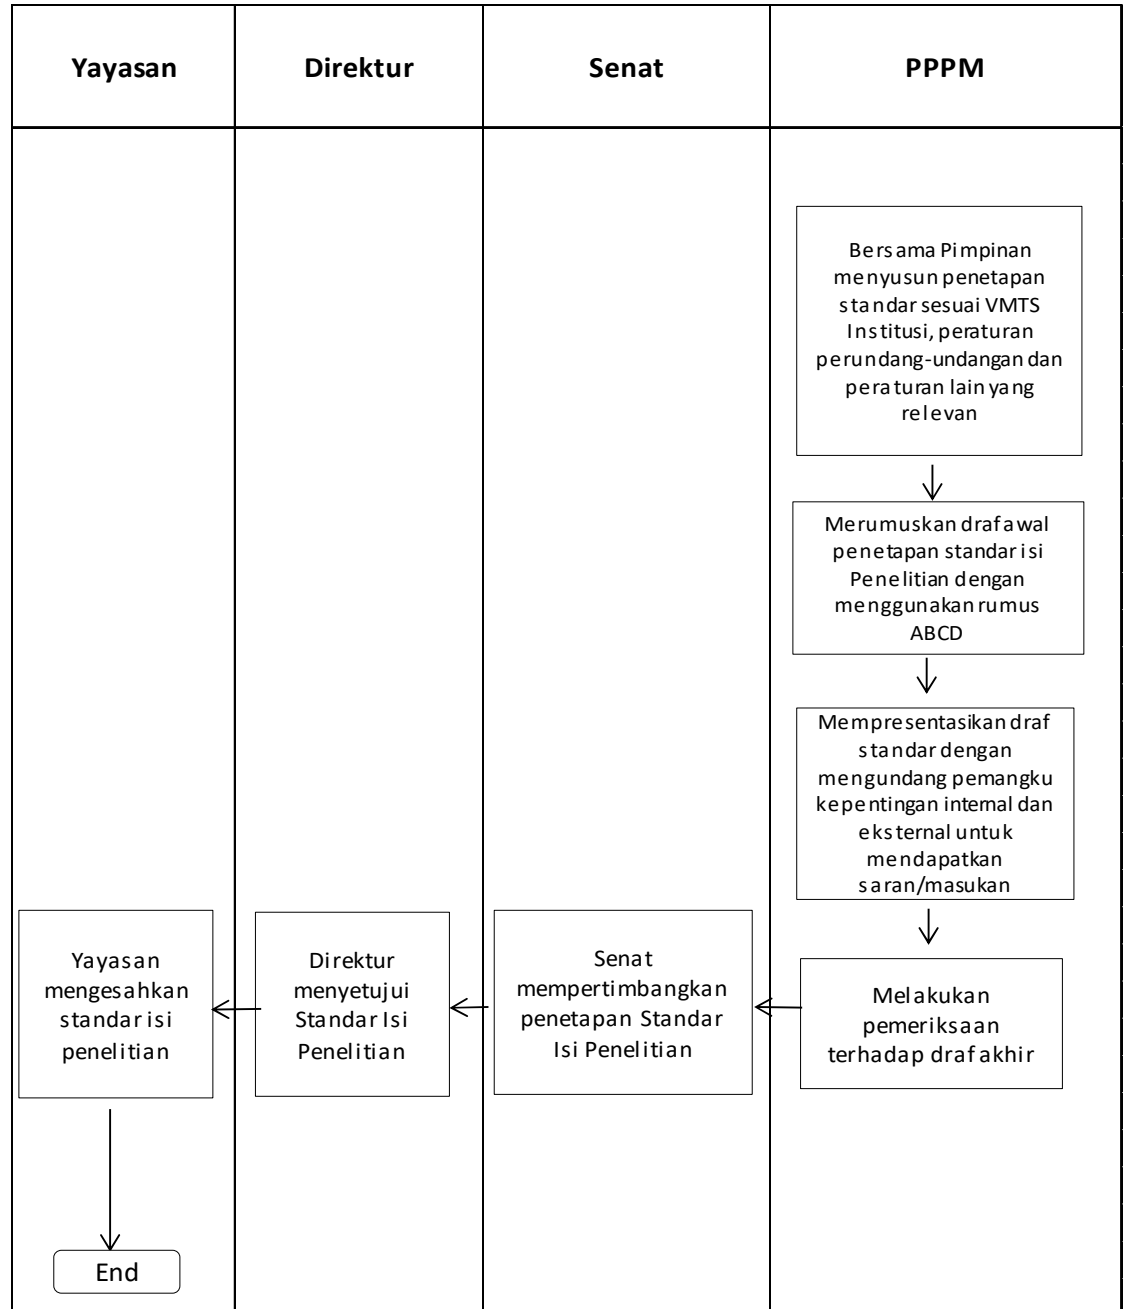 Yayasan
Direktur
Senat
PPPM
Bersama Pimpinan
menyusun penetapan
standar sesuai VMTS
Institusi, peraturan
perundang-undangan dan
peraturan lain yang
relevan
Merumuskan draf awal
penetapan standar isi
Penelitian dengan
menggunakan rumus
ABCD
Mempresentasikan draf
standar dengan
mengundang pemangku
kepentingan internal dan
eksternal untuk
mendapatkan
saran/masukan
Melakukan
pemeriksaan
terhadap draf akhir
Senat
mempertimbangkan
penetapan Standar
Isi Penelitian
Direktur
menyetujui
Standar Isi
Penelitian
Yayasan
mengesahkan
standar isi
penelitian
End